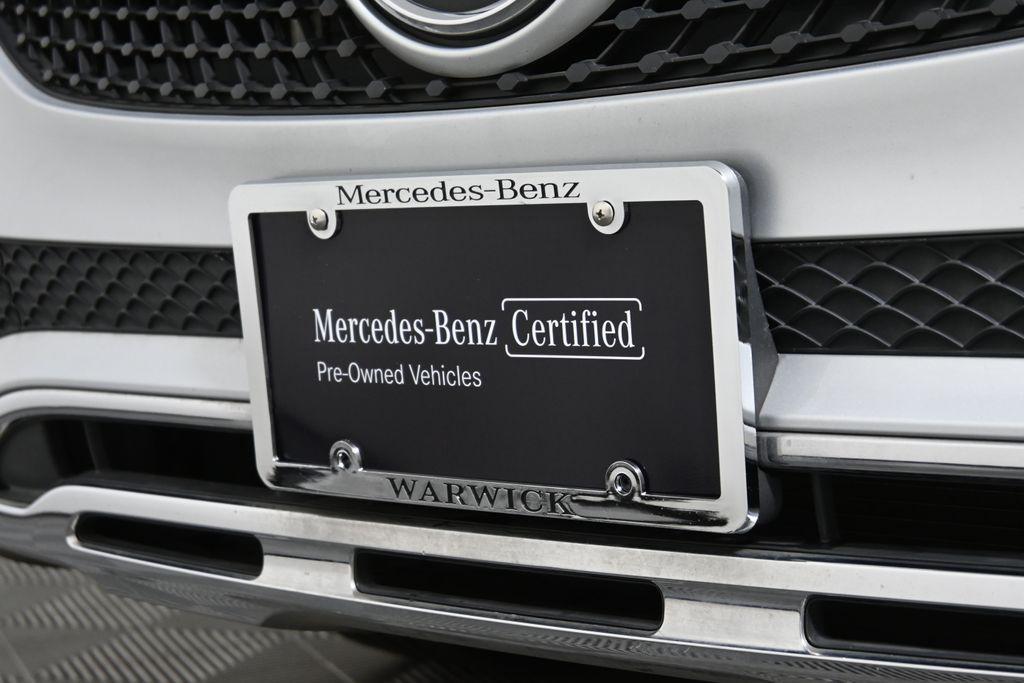 Mercedes-Benz
Mercedes-Benz Certified
Pre-Owned Vehicles
WARWICK